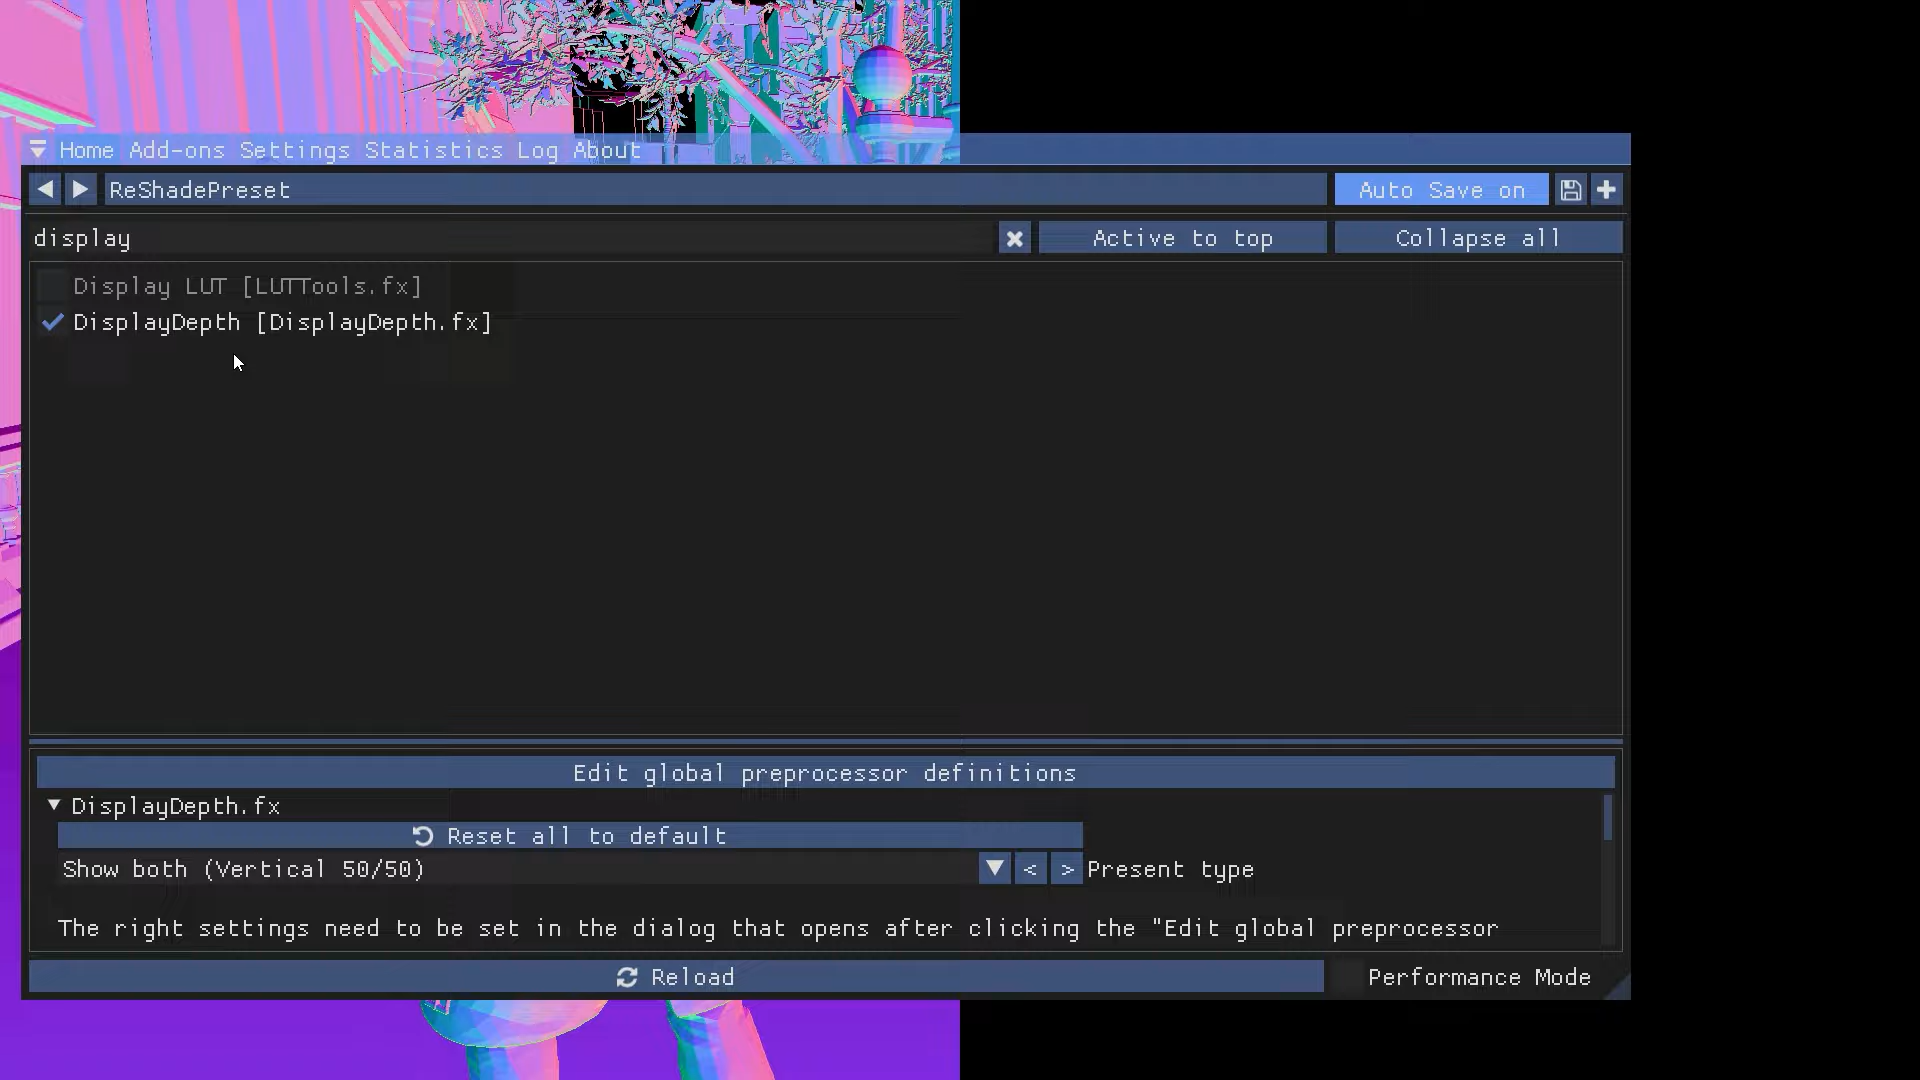 Home Add-ons Settings Statistics Log About
ReShadePreset Auto Save on
display Active to top Collapse all
Display LUT [LUTTools.fx]
DisplayDepth [DisplayDepth.fx]
Edit global preprocessor definitions
DisplayDepth.fx
Reset all to default
Show both (Vertical 50/50) < > Present type
The right settings need to be set in the dialog that opens after clicking the "Edit global preprocessor
Reload Performance Mode